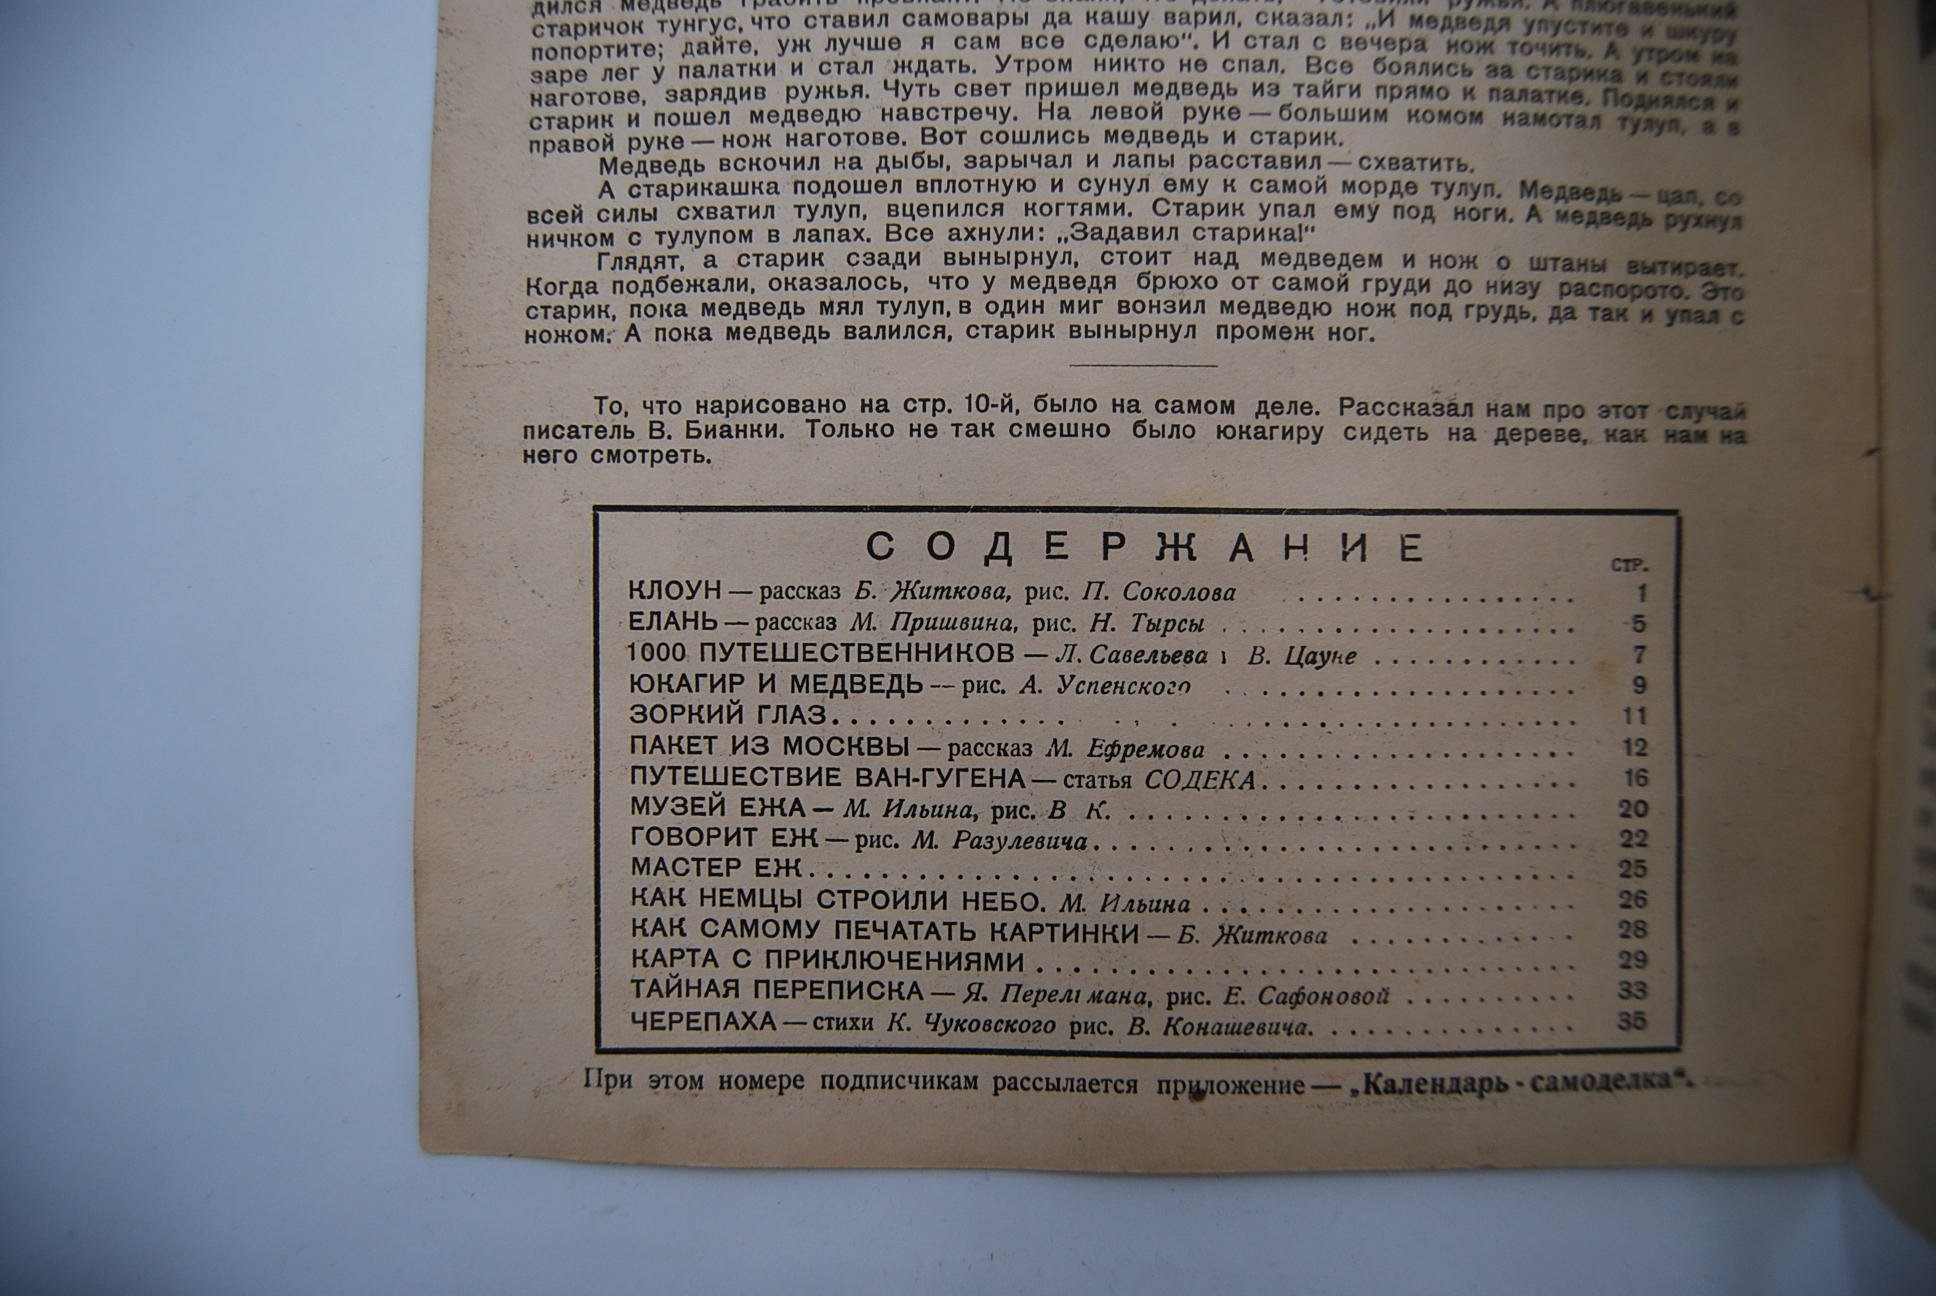 дился медведь грабить провиант.
старичок тунгус, что ставил самовары да кашу варил, сказал: „И медведя упустите и шкуру
попортите; дайте, уж лучше я сам все сделаю“. И стал с вечера нож точить. А утром на
заре лег у палатки и стал ждать. Утром никто не спал. Все боялись за старика и стояли
наготове, зарядив ружья. Чуть свет пришел медведь из тайги прямо к палатке. Поднялся и
старик и пошел медведю навстречу. На левой руке — большим комом намотал тулуп, а в
правой руке — нож наготове. Вот сошлись медведь и старик.
Медведь вскочил на дыбы, зарычал и лапы расставил — схватить.
А старикашка подошел вплотную и сунул ему к самой морде тулуп. Медведь — цап, со
всей силы схватил тулуп, вцепился когтями. Старик упал ему под ноги. А медведь рухнул
ничком с тулупом в лапах. Все ахнули: „Задавил старика!“
Глядят, а старик сзади вынырнул, стоит над медведем и нож о штаны вытирает.
Когда подбежали, оказалось, что у медведя брюхо от самой груди до низу распорото. Это
старик, пока медведь мял тулуп, в один миг вонзил медведю нож под грудь, да так и упал с
ножом. А пока медведь валился, старик вынырнул промеж ног.
То, что нарисовано на стр. 10-й, было на самом деле. Рассказал нам про этот случай
писатель В. Бианки. Только не так смешно было юкагиру сидеть на дереве, как нам на
него смотреть.
СОДЕРЖАНИЕ
СТР.
КЛОУН — рассказ Б. Житкова, рис. П. Соколова . . . . . . . . . . . . . . . 1
ЕЛАНЬ — рассказ М. Пришвина, рис. Н. Тырсы . . . . . . . . . . . . . . . 5
1000 ПУТЕШЕСТВЕННИКОВ — Л. Савельева и В. Цауне . . . . . . . . . . . 7
ЮКАГИР И МЕДВЕДЬ — рис. А. Успенского . . . . . . . . . . . . . . . 9
ЗОРКИЙ ГЛАЗ . . . . . . . . . . . . . . . 11
ПАКЕТ ИЗ МОСКВЫ — рассказ М. Ефремова . . . . . . . . . . . . . . . 12
ПУТЕШЕСТВИЕ ВАН-ГУГЕНА — статья СОДЕКА . . . . . . . . . . . . . . . 16
МУЗЕЙ ЕЖА — М. Ильина, рис. В К. . . . . . . . . . . . . . . . 20
ГОВОРИТ ЕЖ — рис. М. Разулевича . . . . . . . . . . . . . . . 22
МАСТЕР ЕЖ . . . . . . . . . . . . . . . 25
КАК НЕМЦЫ СТРОИЛИ НЕБО. М. Ильина . . . . . . . . . . . . . . . 26
КАК САМОМУ ПЕЧАТАТЬ КАРТИНКИ — Б. Житкова . . . . . . . . . . . 28
КАРТА С ПРИКЛЮЧЕНИЯМИ . . . . . . . . . . . . . . . 29
ТАЙНАЯ ПЕРЕПИСКА — Я. Перельмана, рис. Е. Сафоновой . . . . . . . . . . 33
ЧЕРЕПАХА — стихи К. Чуковского рис. В. Конашевича . . . . . . . . . . . . 35
При этом номере подписчикам рассылается приложение — „Календарь - самоделка“.